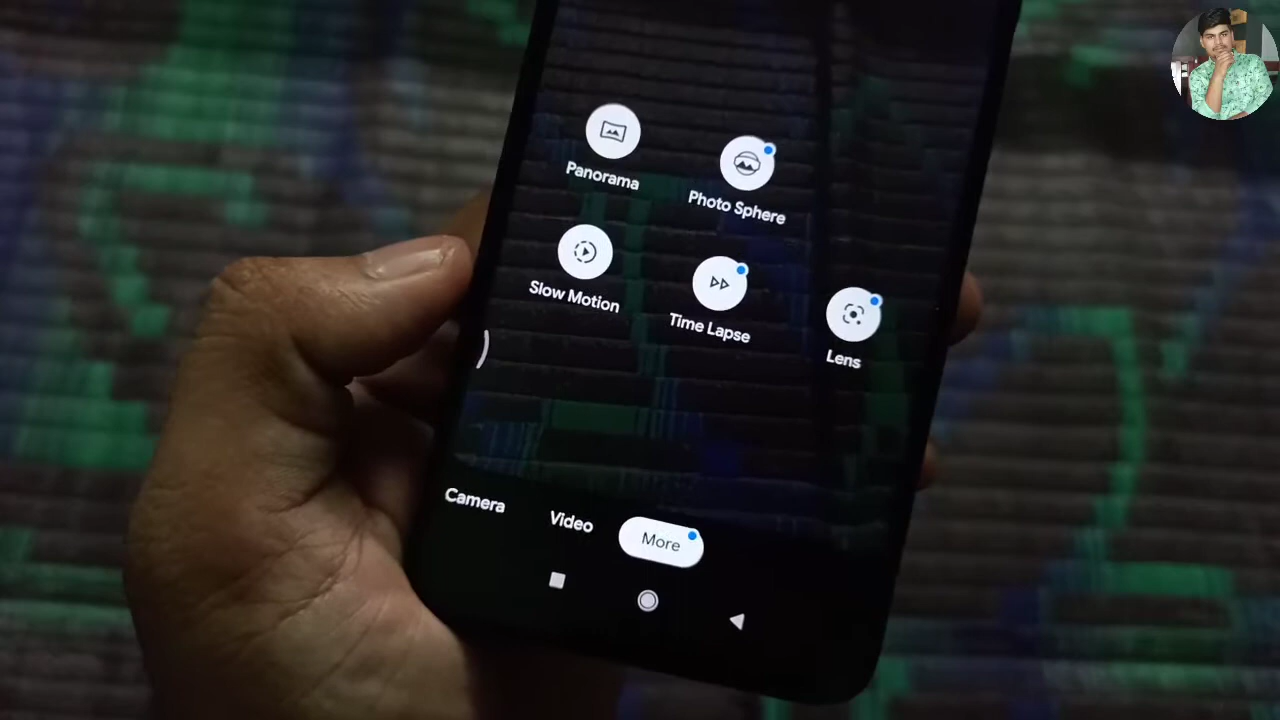 Panorama
Photo Sphere
Slow Motion
Time Lapse
Lens
Camera
Video
More